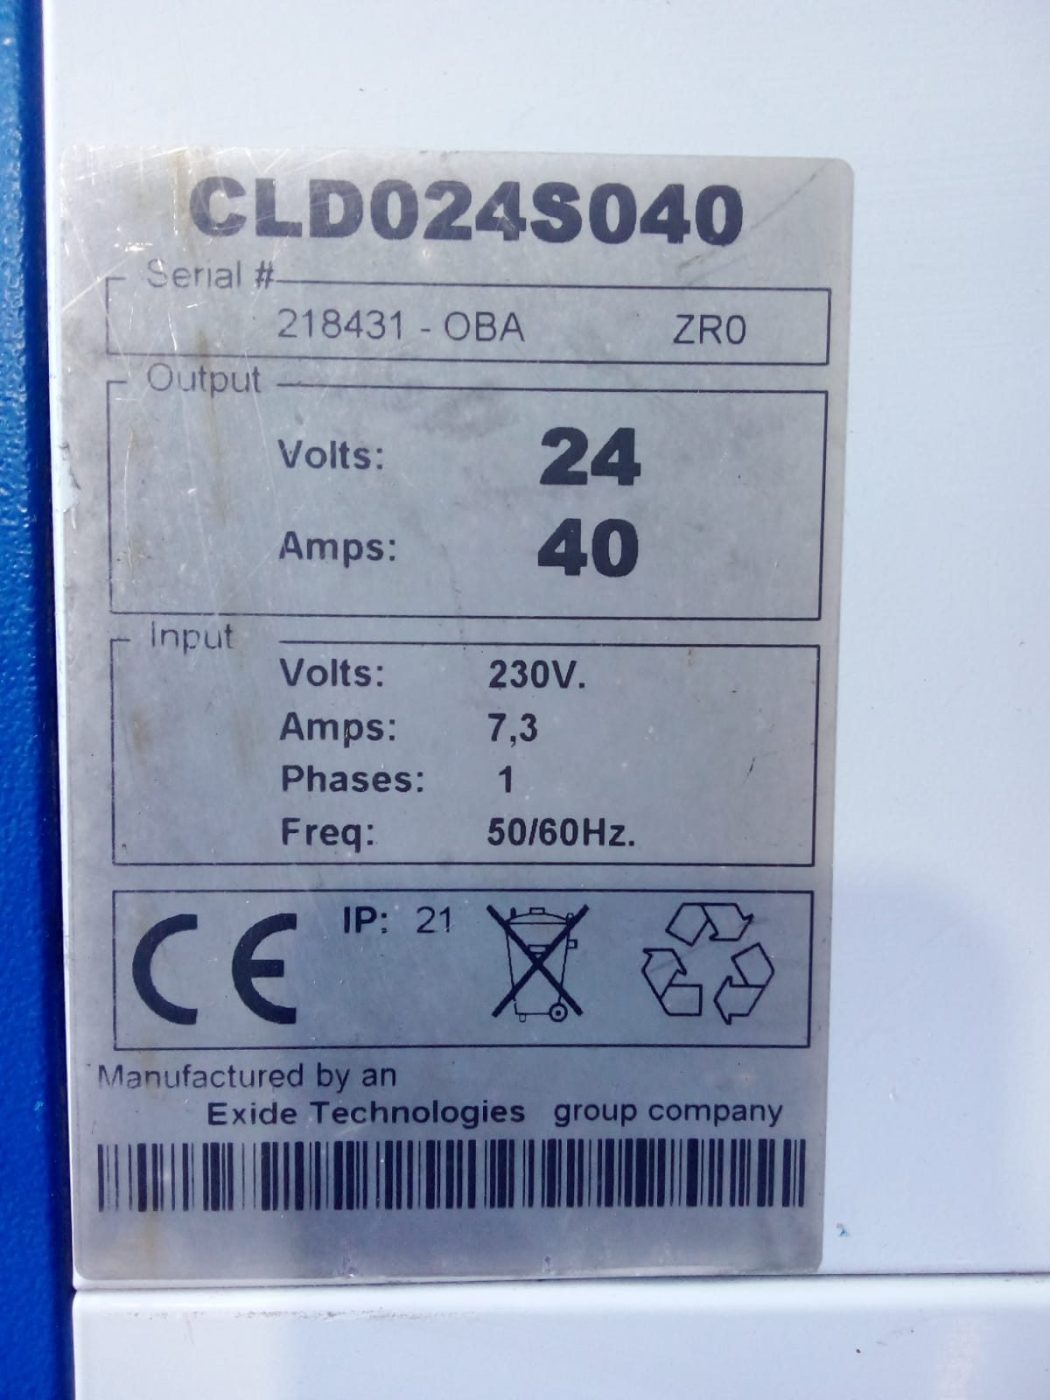 CLD024S040
Serial #
218431 - OBA ZR0
Output
Volts: 24
Amps: 40
Input
Volts: 230V.
Amps: 7,3
Phases: 1
Freq: 50/60Hz.
CE IP: 21
Manufactured by an
Exide Technologies group company